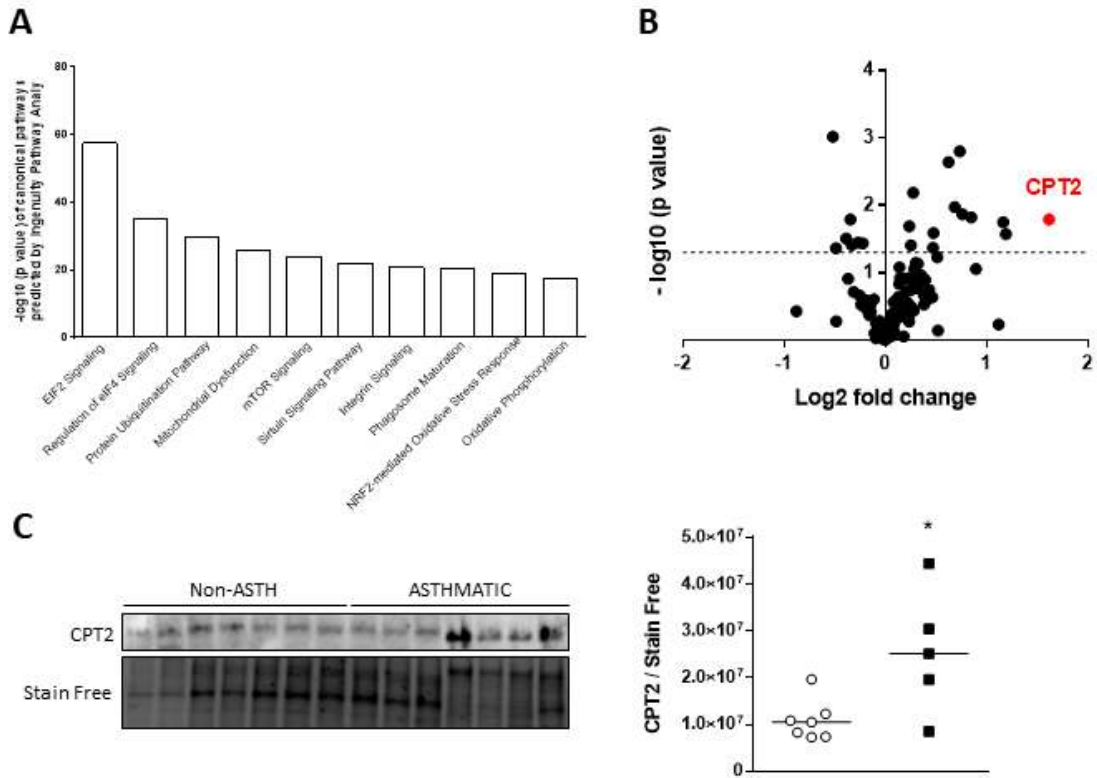 A
-log10 (p value) of canonical pathways
predicted by Ingenuity Pathway Analy
80
60
40
20
0
EIF2 Signaling
Regulation of eIF4 Signaling
Protein Ubiquitination Pathway
Mitochondrial Dysfunction
mTOR Signaling
Sirtuin Signaling Pathway
Integrin Signaling
Phagosome Maturation
NRF2-mediated Oxidative Stress Response
Oxidative Phosphorylation
B
- log10 (p value)
4
3
2
1
CPT2
-2 -1 0 1 2
Log2 fold change
C
Non-ASTH ASTHMATIC
CPT2
Stain Free
CPT2 / Stain Free
5.0×10⁷
4.0×10⁷
3.0×10⁷
2.0×10⁷
1.0×10⁷
0
*